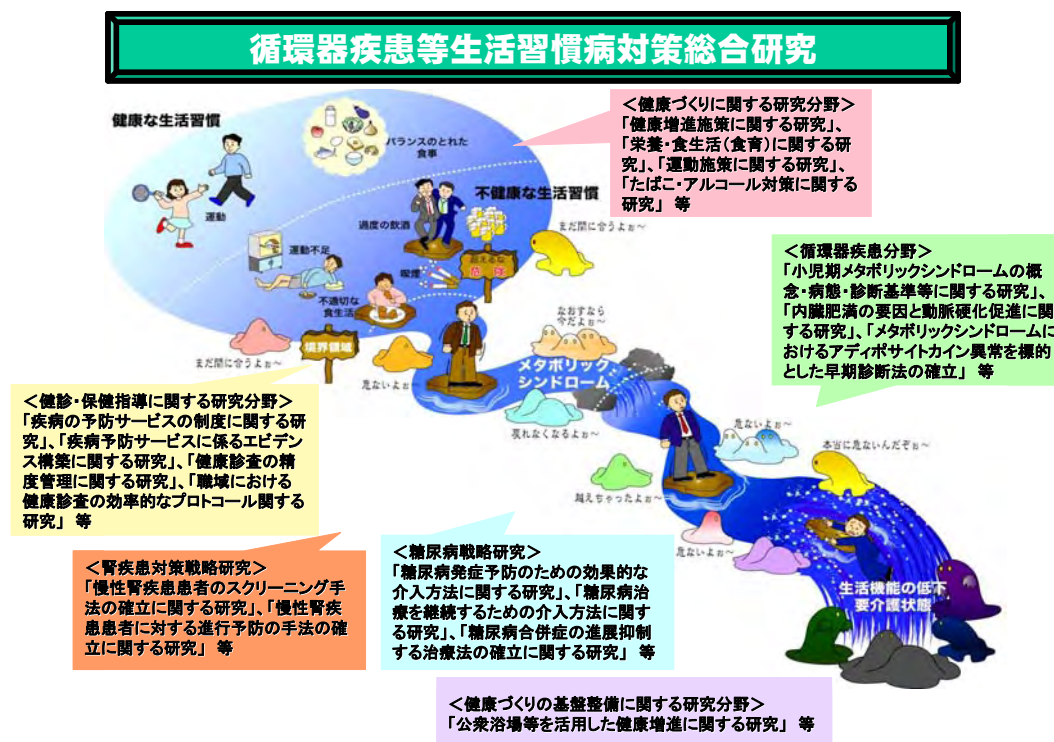 循環器疾患等生活習慣病対策総合研究
健康な生活習慣
バランスのとれた
食事
運動
不健康な生活習慣
過度の飲酒
運動不足
喫煙
超えるな
危険
不適切な
食生活
境界領域
まだ間に合うよぉ~
まだ間に合うよぉ~
危ないよぉ~
なおすなら
今だよぉ~
メタボリック
シンドローム
戻れなくなるよぉ~
危ないよぉ~
越えちゃったよぉ~
本当に危ないんだぞぉ~
危ないよぉ~
生活機能の低下
要介護状態
<健康づくりに関する研究分野>
「健康増進施策に関する研究」、
「栄養・食生活(食育)に関する研
究」、「運動施策に関する研究」、
「たばこ・アルコール対策に関する
研究」 等
<循環器疾患分野>
「小児期メタボリックシンドロームの概
念・病態・診断基準等に関する研究」、
「内臓肥満の要因と動脈硬化促進に関
する研究」、「メタボリックシンドロームに
おけるアディポサイトカイン異常を標的
とした早期診断法の確立」 等
<健診・保健指導に関する研究分野>
「疾病の予防サービスの制度に関する研
究」、「疾病予防サービスに係るエビデン
ス構築に関する研究」、「健康診査の精
度管理に関する研究」、「職域における
健康診査の効率的なプロトコール関する
研究」 等
<腎疾患対策戦略研究>
「慢性腎疾患患者のスクリーニング手
法の確立に関する研究」、「慢性腎疾
患患者に対する進行予防の手法の確
立に関する研究」 等
<糖尿病戦略研究>
「糖尿病発症予防のための効果的な
介入方法に関する研究」、「糖尿病治
療を継続するための介入方法に関す
る研究」、「糖尿病合併症の進展抑制
する治療法の確立に関する研究」 等
<健康づくりの基盤整備に関する研究分野>
「公衆浴場等を活用した健康増進に関する研究」 等